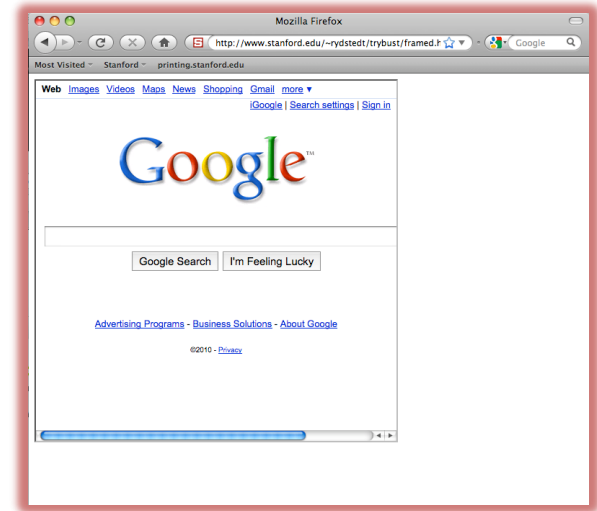 Mozilla Firefox
http://www.stanford.edu/~rydstedt/trybust/framed.h Google
Most Visited Stanford printing.stanford.edu
Web Images Videos Maps News Shopping Gmail more ▼
iGoogle | Search settings | Sign in
Google™
Google Search I'm Feeling Lucky
Advertising Programs - Business Solutions - About Google
©2010 - Privacy